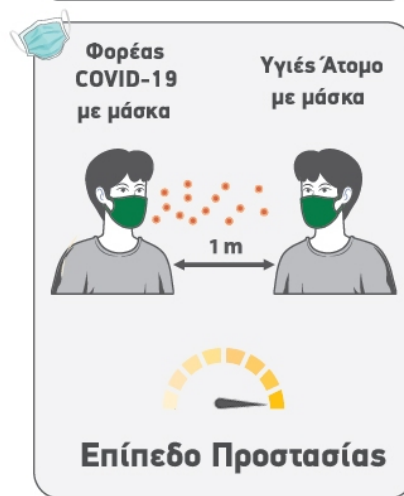 Φορέας
COVID-19
με μάσκα
Υγιές Άτομο
με μάσκα
1 m
Επίπεδο Προστασίας